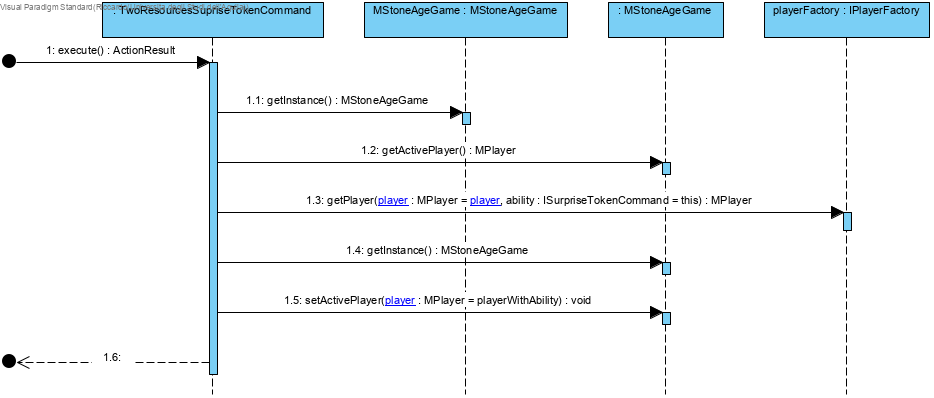 Visual Paradigm Standard
: TwoResourcesSupriseTokenCommand
MStoneAgeGame : MStoneAgeGame
: MStoneAgeGame
playerFactory : IPlayerFactory
1: execute() : ActionResult
1.1: getInstance() : MStoneAgeGame
1.2: getActivePlayer() : MPlayer
1.3: getPlayer(player : MPlayer = player, ability : ISurpriseTokenCommand = this) : MPlayer
1.4: getInstance() : MStoneAgeGame
1.5: setActivePlayer(player : MPlayer = playerWithAbility) : void
1.6: